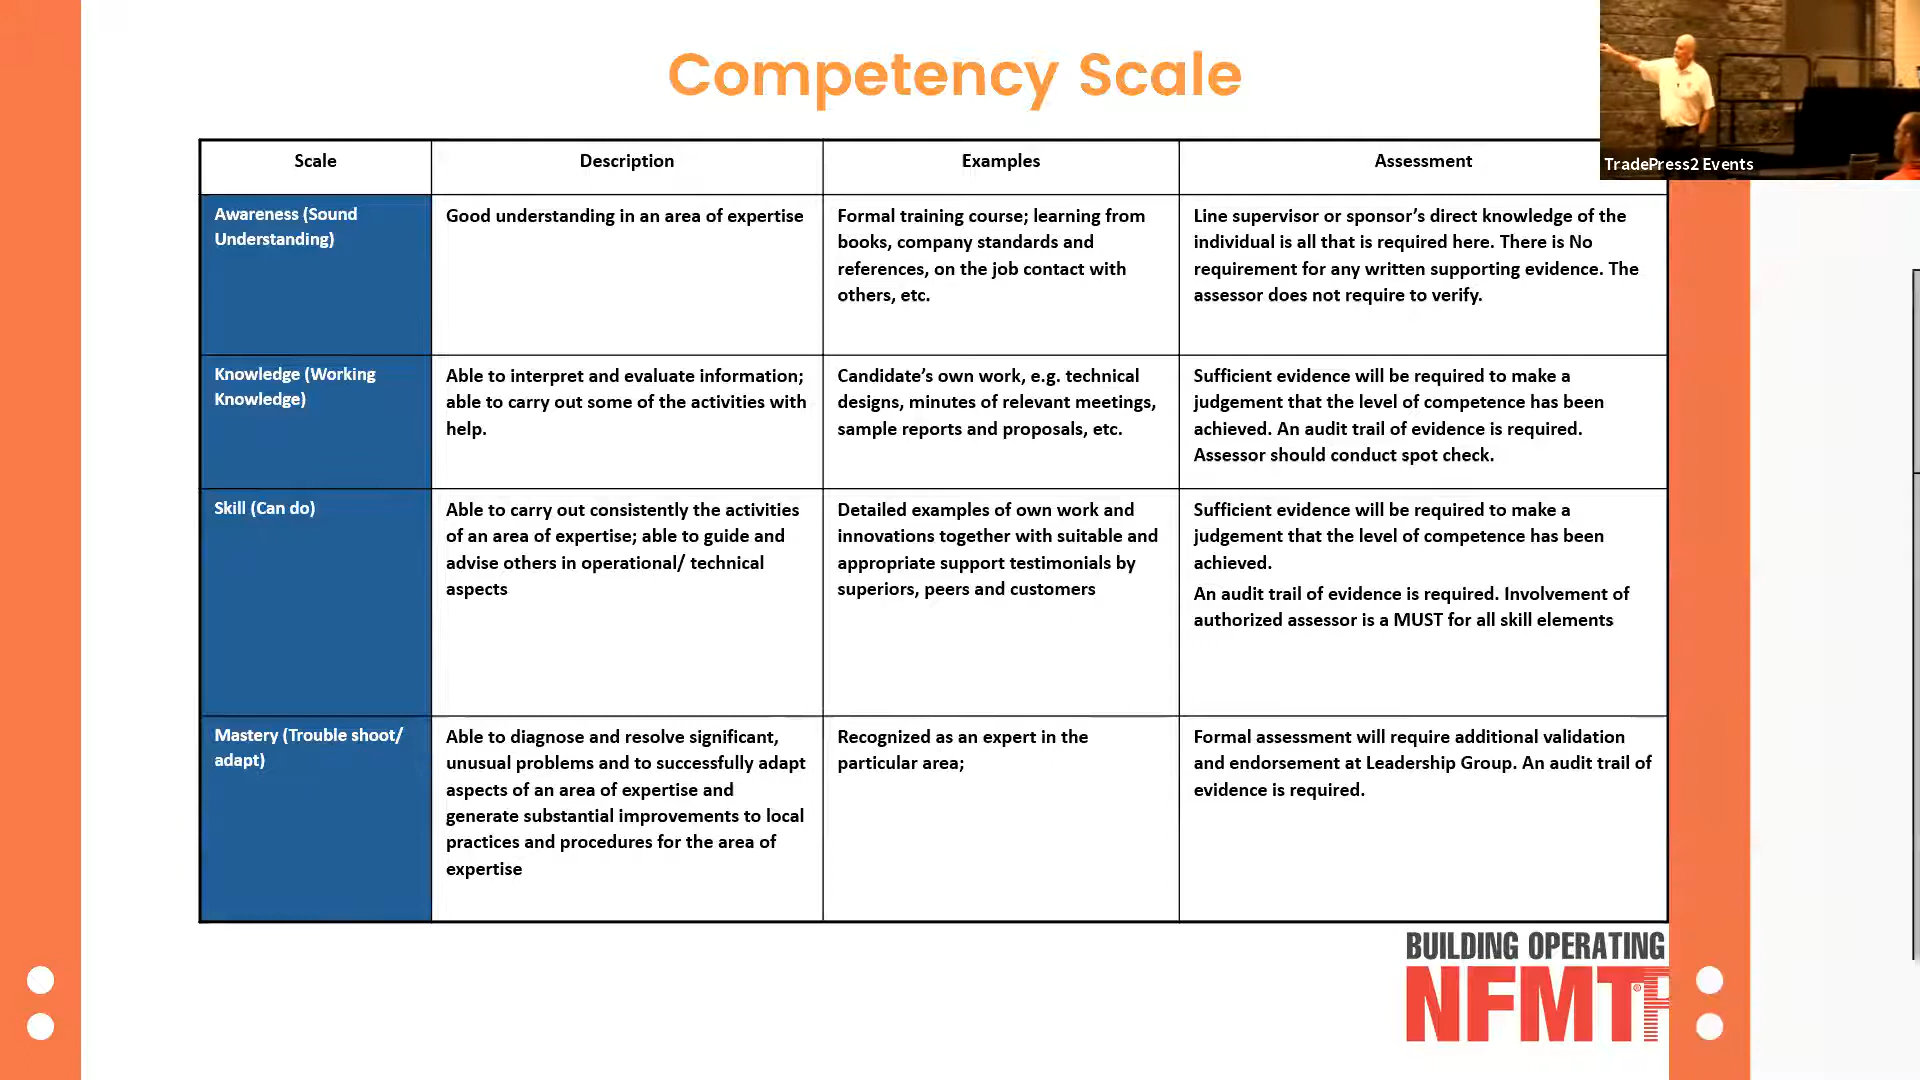 Competency Scale
TradePress2 Events
Scale
Description
Examples
Assessment
Awareness (Sound
Understanding)
Good understanding in an area of expertise
Formal training course; learning from
books, company standards and
references, on the job contact with
others, etc.
Line supervisor or sponsor’s direct knowledge of the
individual is all that is required here. There is No
requirement for any written supporting evidence. The
assessor does not require to verify.
Knowledge (Working
Knowledge)
Able to interpret and evaluate information;
able to carry out some of the activities with
help.
Candidate’s own work, e.g. technical
designs, minutes of relevant meetings,
sample reports and proposals, etc.
Sufficient evidence will be required to make a
judgement that the level of competence has been
achieved. An audit trail of evidence is required.
Assessor should conduct spot check.
Skill (Can do)
Able to carry out consistently the activities
of an area of expertise; able to guide and
advise others in operational/ technical
aspects
Detailed examples of own work and
innovations together with suitable and
appropriate support testimonials by
superiors, peers and customers
Sufficient evidence will be required to make a
judgement that the level of competence has been
achieved.
An audit trail of evidence is required. Involvement of
authorized assessor is a MUST for all skill elements
Mastery (Trouble shoot/
adapt)
Able to diagnose and resolve significant,
unusual problems and to successfully adapt
aspects of an area of expertise and
generate substantial improvements to local
practices and procedures for the area of
expertise
Recognized as an expert in the
particular area;
Formal assessment will require additional validation
and endorsement at Leadership Group. An audit trail of
evidence is required.
BUILDING OPERATING
NFMT